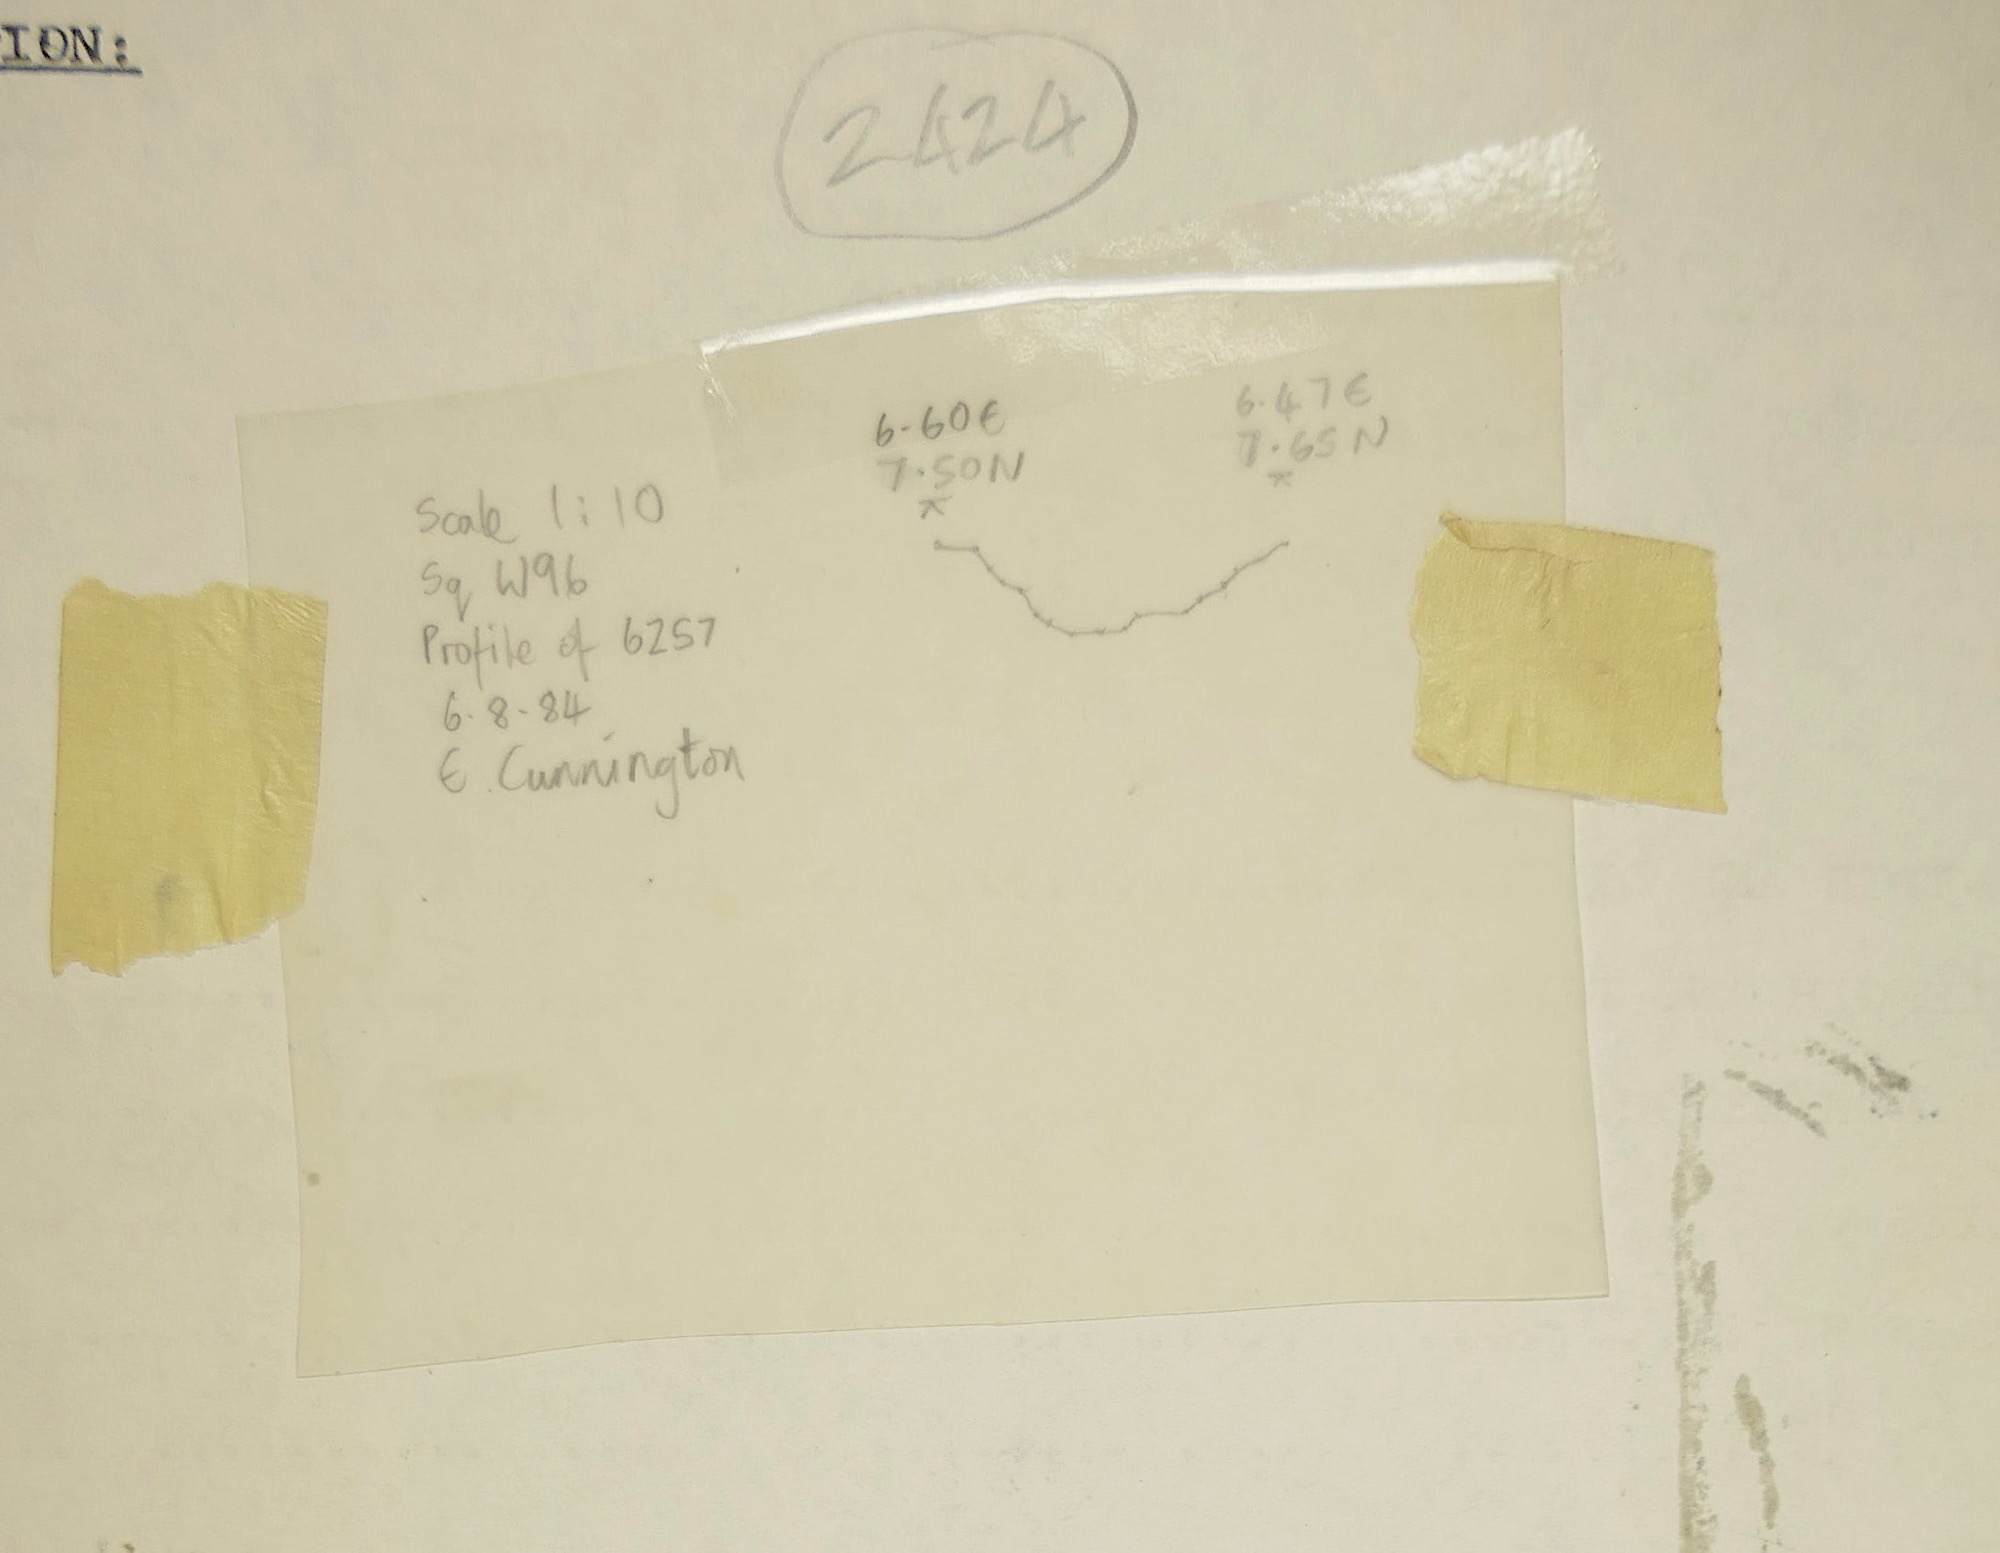 ION:
2424
6.60E
7.50N
6.47E
7.65N
Scale 1:10
Sq W96
Profile of 6257
6.8.84
E. Cunnington